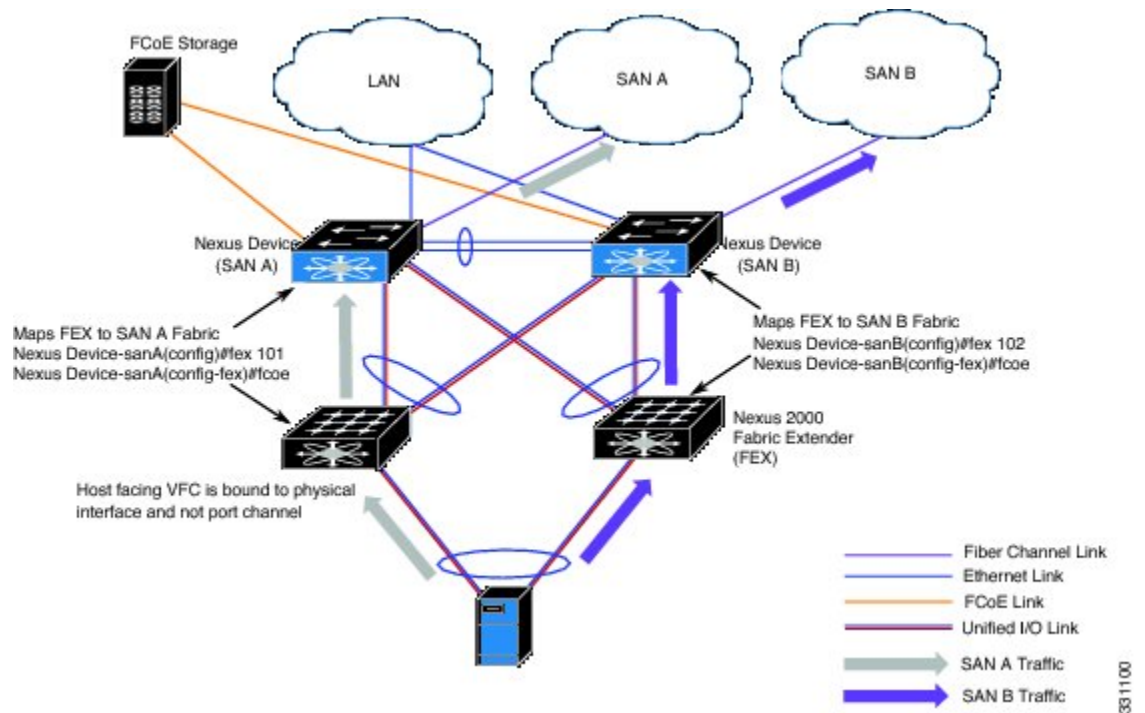 FCoE Storage
LAN
SAN A
SAN B
Nexus Device
(SAN A)
Nexus Device
(SAN B)
Maps FEX to SAN A Fabric
Nexus Device-sanA(config)#fex 101
Nexus Device-sanA(config-fex)#fcoe
Maps FEX to SAN B Fabric
Nexus Device-sanB(config)#fex 102
Nexus Device-sanB(config-fex)#fcoe
Nexus 2000
Fabric Extender
(FEX)
Host facing VFC is bound to physical
interface and not port channel
Fiber Channel Link
Ethernet Link
FCoE Link
Unified I/O Link
SAN A Traffic
SAN B Traffic
331100